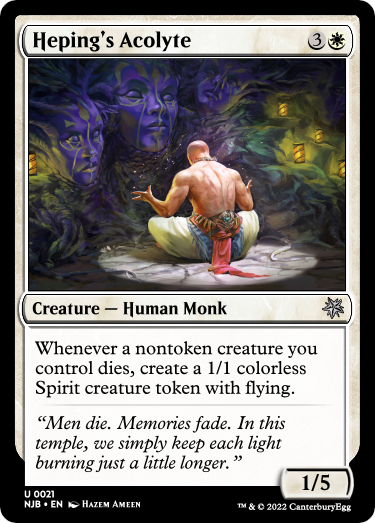 Heping's Acolyte 3
Creature — Human Monk
Whenever a nontoken creature you
control dies, create a 1/1 colorless
Spirit creature token with flying.
“Men die. Memories fade. In this
temple, we simply keep each light
burning just a little longer.”
1/5
U 0021
NJB • EN Hazem Ameen
™ & © 2022 CanterburyEgg